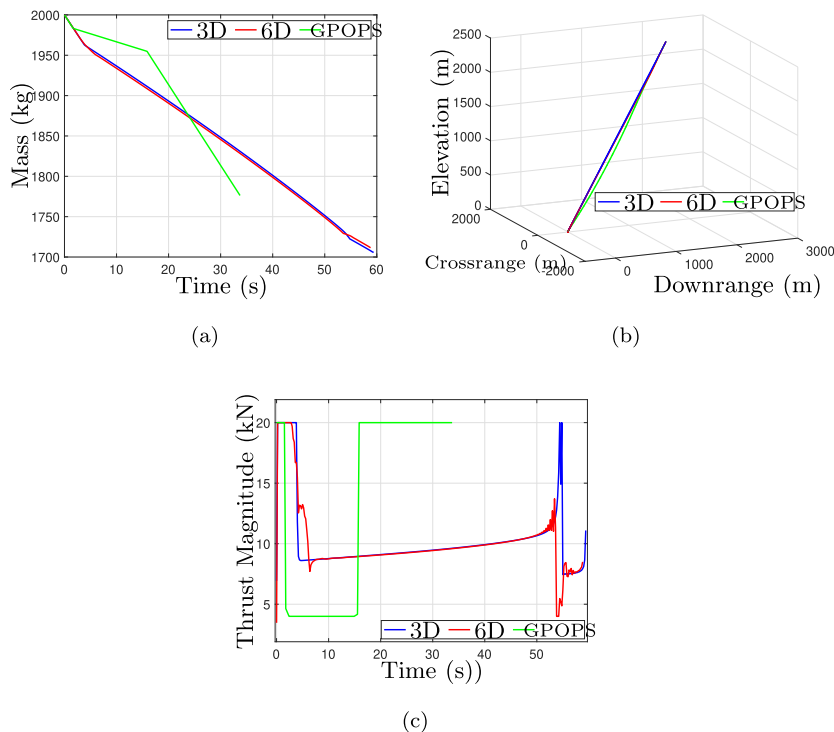 2000
1950
1900
1850
1800
1750
1700
Mass (kg)
3D 6D GPOPS
0 10 20 30 40 50 60
Time (s)
(a)
2500
2000
1500
1000
500
0
Elevation (m)
3D 6D GPOPS
2000
0
-2000
Crossrange (m)
0
1000
2000
3000
Downrange (m)
(b)
20
15
10
5
Thrust Magnitude (kN)
3D 6D GPOPS
0 10 20 30 40 50
Time (s))
(c)